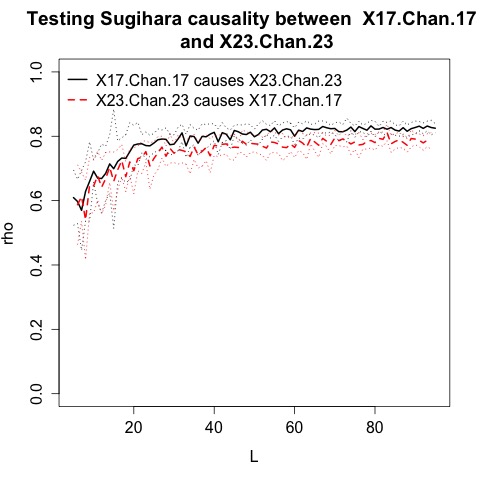 Testing Sugihara causality between X17.Chan.17
and X23.Chan.23
X17.Chan.17 causes X23.Chan.23
X23.Chan.23 causes X17.Chan.17
1.0
0.8
0.6
0.4
0.2
0.0
rho
20 40 60 80
L